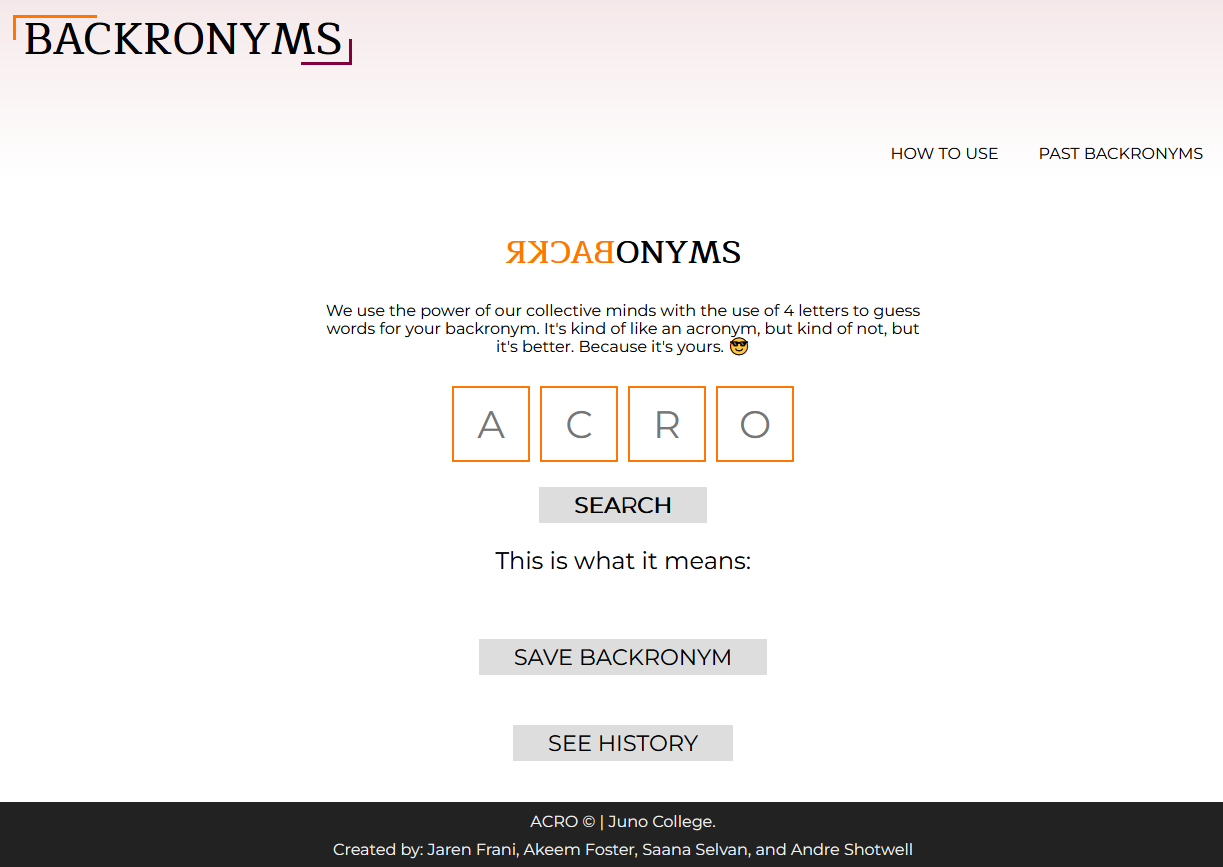 BACKRONYMS
HOW TO USE PAST BACKRONYMS
BACKRONYMS
We use the power of our collective minds with the use of 4 letters to guess
words for your backronym. It's kind of like an acronym, but kind of not, but
it's better. Because it's yours. 😎
A C R O
SEARCH
This is what it means:
SAVE BACKRONYM
SEE HISTORY
ACRO © | Juno College.
Created by: Jaren Frani, Akeem Foster, Saana Selvan, and Andre Shotwell